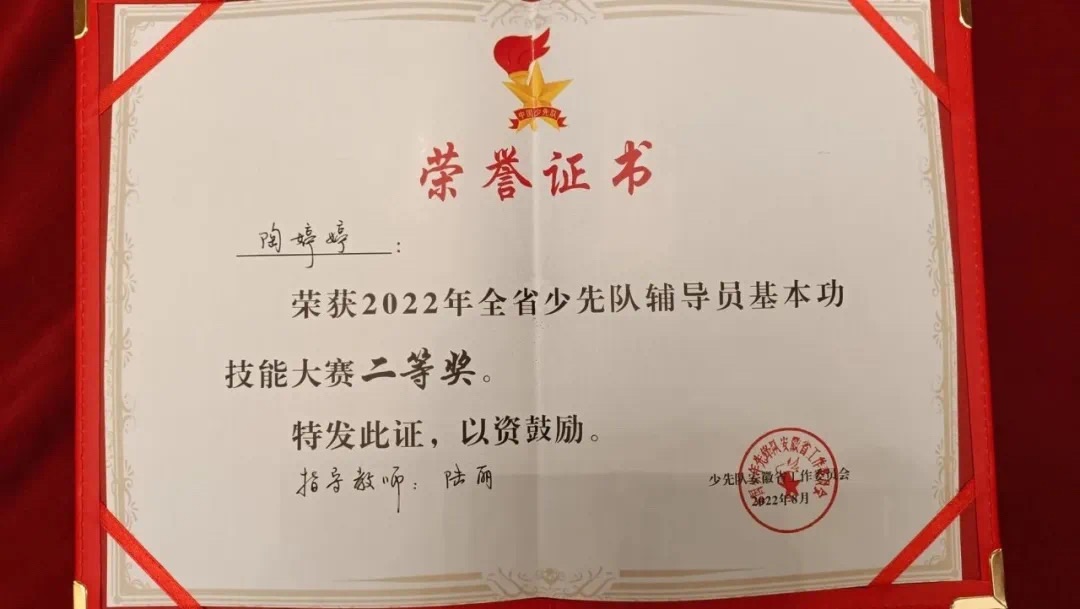 中国少先队
荣誉证书
陶婷婷：
荣获2022年全省少先队辅导员基本功
技能大赛二等奖。
特发此证，以资鼓励。
指导教师：陆丽
少先队安徽省工作委员会
2022年8月